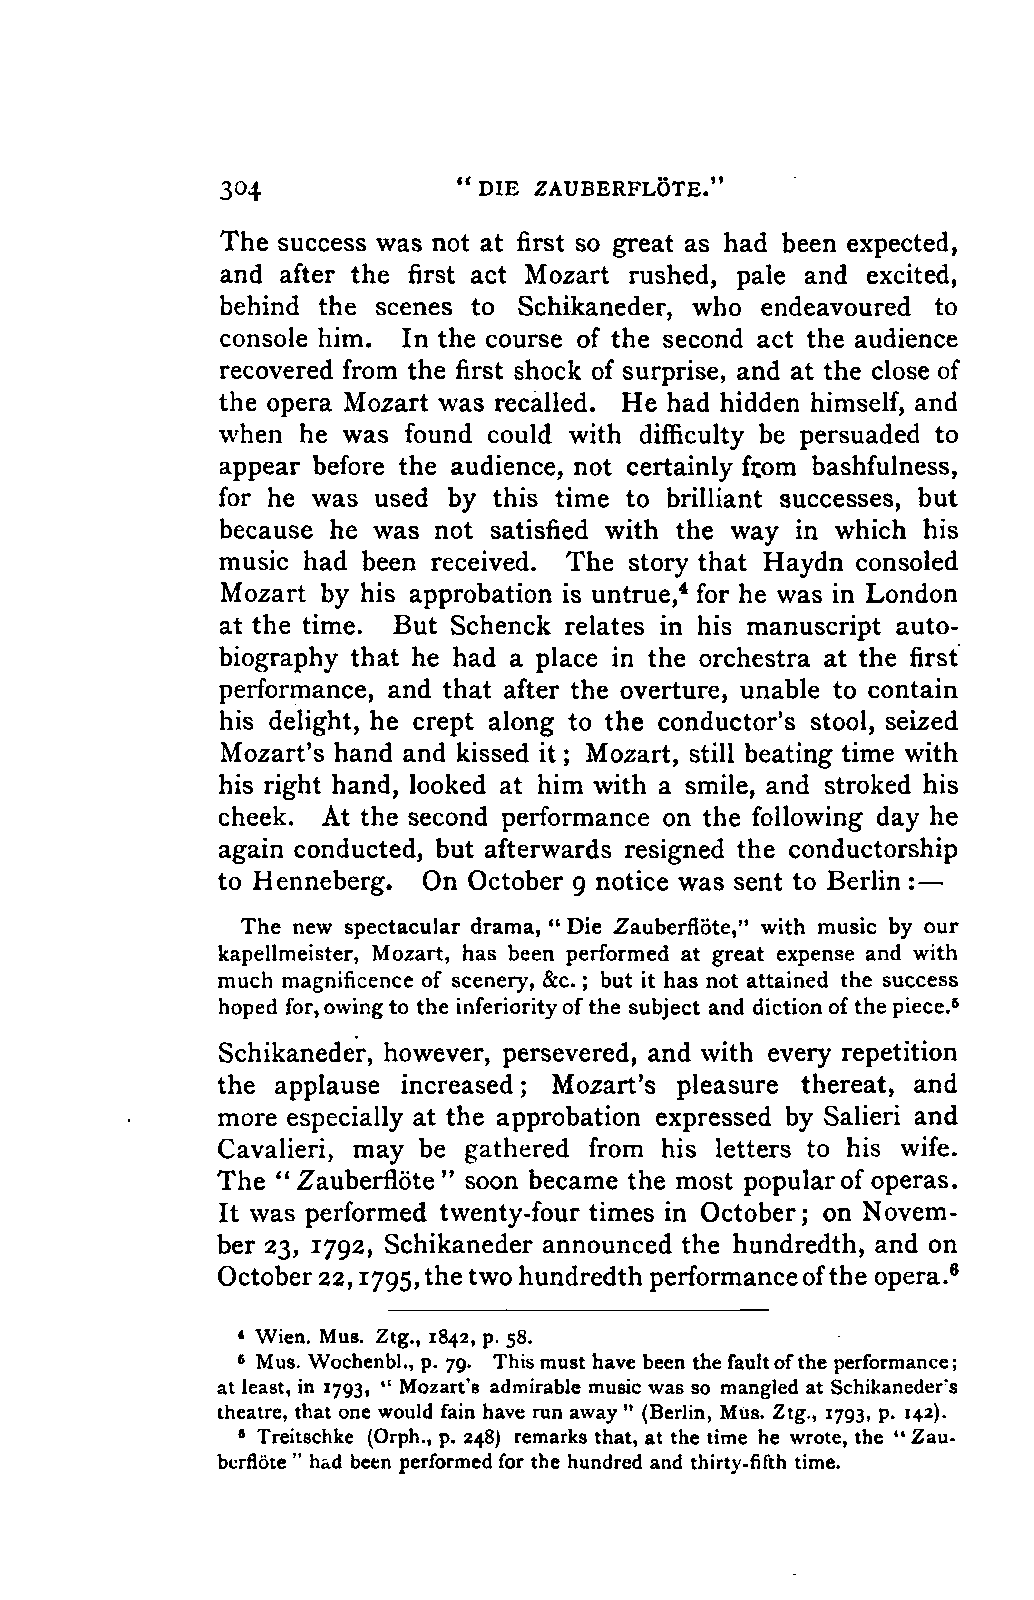 304 "DIE ZAUBERFLÖTE."
The success was not at first so great as had been expected,
and after the first act Mozart rushed, pale and excited,
behind the scenes to Schikaneder, who endeavoured to
console him. In the course of the second act the audience
recovered from the first shock of surprise, and at the close of
the opera Mozart was recalled. He had hidden himself, and
when he was found could with difficulty be persuaded to
appear before the audience, not certainly from bashfulness,
for he was used by this time to brilliant successes, but
because he was not satisfied with the way in which his
music had been received. The story that Haydn consoled
Mozart by his approbation is untrue,⁴ for he was in London
at the time. But Schenck relates in his manuscript auto-
biography that he had a place in the orchestra at the first
performance, and that after the overture, unable to contain
his delight, he crept along to the conductor's stool, seized
Mozart's hand and kissed it; Mozart, still beating time with
his right hand, looked at him with a smile, and stroked his
cheek. At the second performance on the following day he
again conducted, but afterwards resigned the conductorship
to Henneberg. On October 9 notice was sent to Berlin:—
The new spectacular drama, "Die Zauberflöte," with music by our
kapellmeister, Mozart, has been performed at great expense and with
much magnificence of scenery, &c.; but it has not attained the success
hoped for, owing to the inferiority of the subject and diction of the piece.⁵
Schikaneder, however, persevered, and with every repetition
the applause increased; Mozart's pleasure thereat, and
more especially at the approbation expressed by Salieri and
Cavalieri, may be gathered from his letters to his wife.
The "Zauberflöte" soon became the most popular of operas.
It was performed twenty-four times in October; on Novem-
ber 23, 1792, Schikaneder announced the hundredth, and on
October 22, 1795, the two hundredth performance of the opera.⁶
⁴ Wien. Mus. Ztg., 1842, p. 58.
⁵ Mus. Wochenbl., p. 79. This must have been the fault of the performance;
at least, in 1793, "Mozart's admirable music was so mangled at Schikaneder's
theatre, that one would fain have run away" (Berlin, Mus. Ztg., 1793, p. 142).
⁶ Treitschke (Orph., p. 248) remarks that, at the time he wrote, the "Zau-
berflöte" had been performed for the hundred and thirty-fifth time.